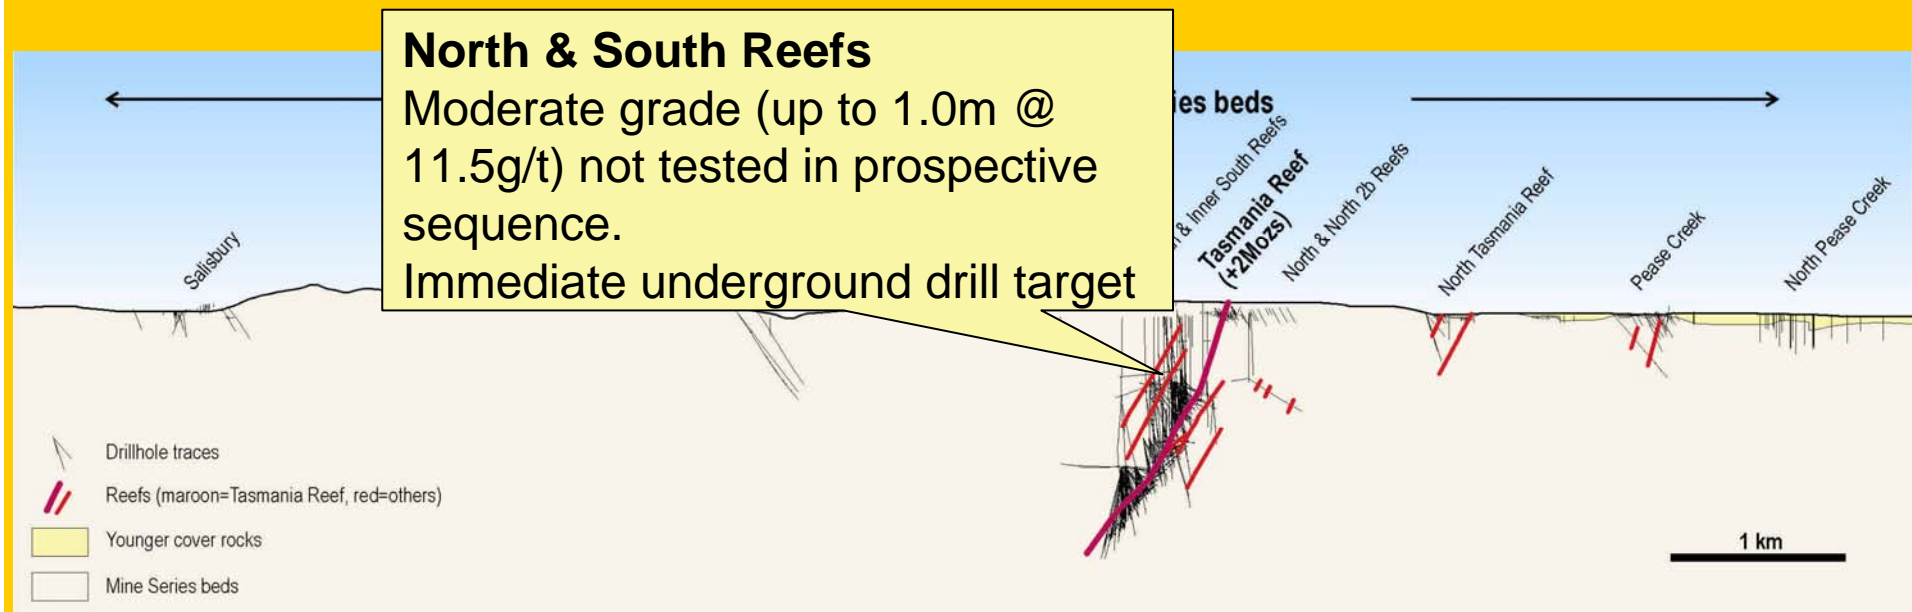 North & South Reefs
Moderate grade (up to 1.0m @
11.5g/t) not tested in prospective
sequence.
Immediate underground drill target
beds
Salisbury
& Inner South Reefs
Tasmania Reef
(+2Mozs)
North & North 2b Reefs
North Tasmania Reef
Pease Creek
North Pease Creek
Drillhole traces
Reefs (maroon=Tasmania Reef, red=others)
Younger cover rocks
Mine Series beds
1 km